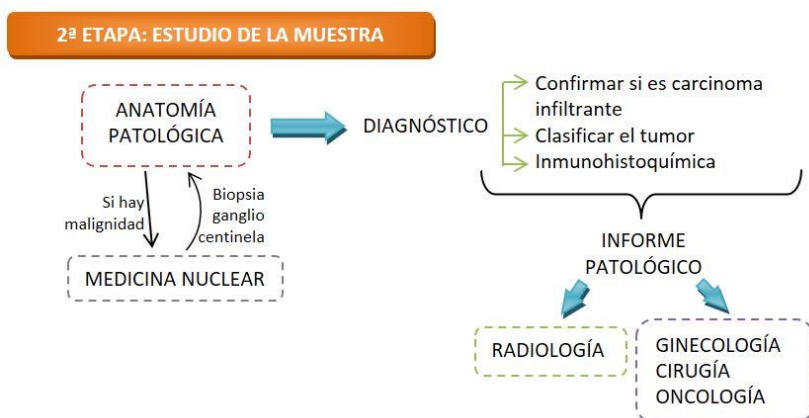 2ª ETAPA: ESTUDIO DE LA MUESTRA
ANATOMÍA
PATOLÓGICA
DIAGNÓSTICO
Confirmar si es carcinoma
infiltrante
Clasificar el tumor
Inmunohistoquímica
Si hay
malignidad
Biopsia
ganglio
centinela
MEDICINA NUCLEAR
INFORME
PATOLÓGICO
RADIOLOGÍA
GINECOLOGÍA
CIRUGÍA
ONCOLOGÍA